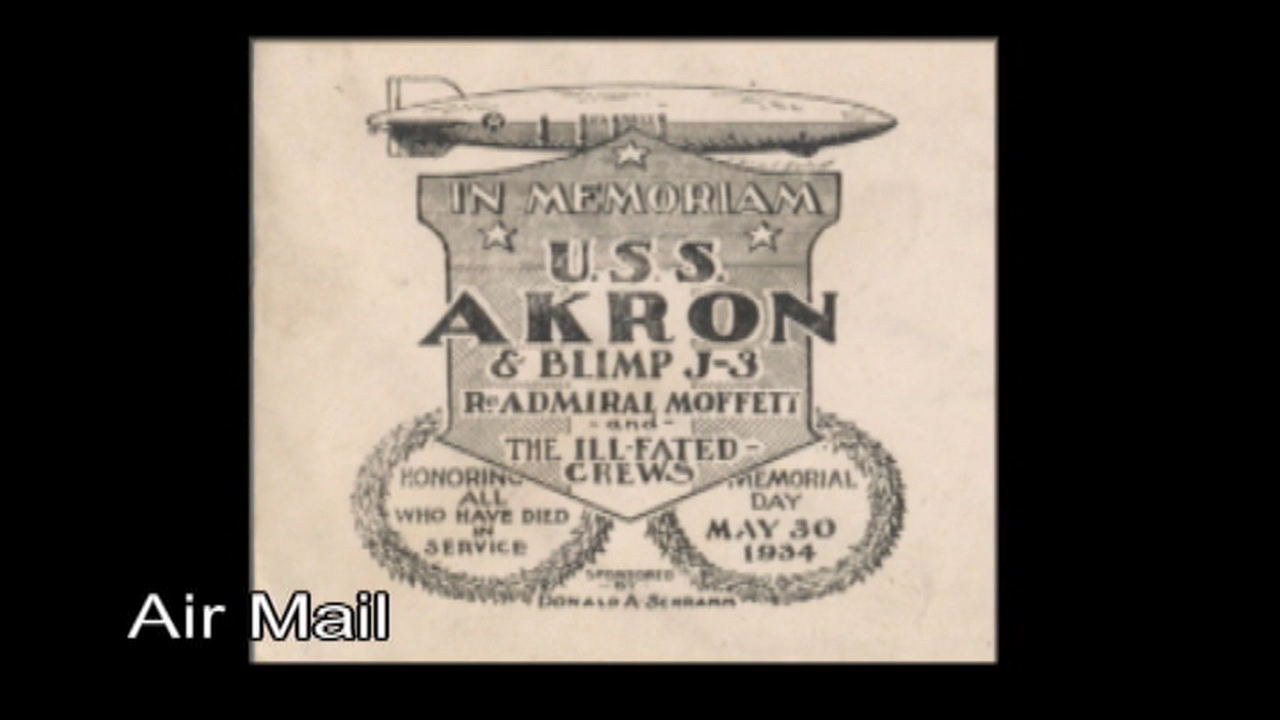 IN MEMORIAM
U.S.S.
AKRON
& BLIMP J-3
Rᵉ ADMIRAL MOFFETT
-and-
THE ILL-FATED-
CREWS
HONORING
ALL
WHO HAVE DIED
IN
SERVICE
MEMORIAL
DAY
MAY 30
1934
SPONSORED
-BY-
DONALD A. SCHRAMM
Air Mail